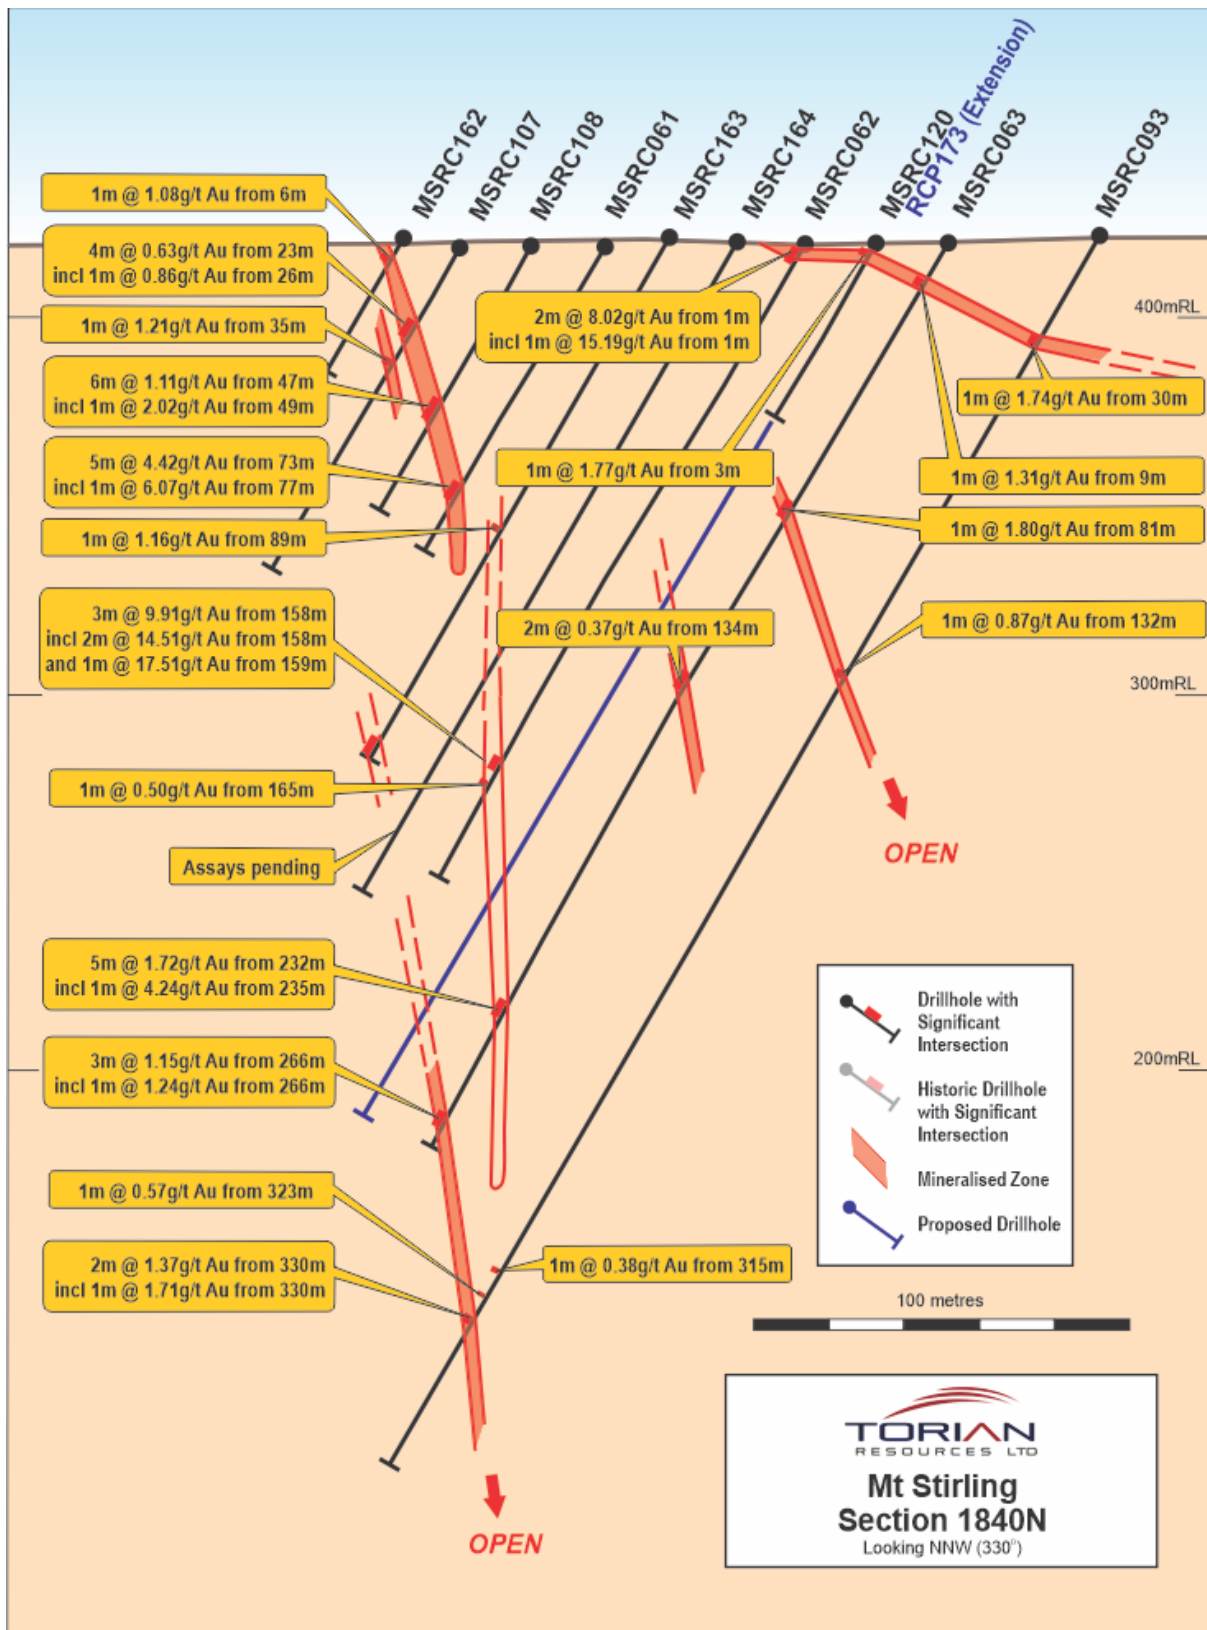 MSRC162
MSRC107
MSRC108
MSRC061
MSRC163
MSRC164
MSRC062
MSRC120
RCP173 (Extension)
MSRC063
MSRC093
1m @ 1.08g/t Au from 6m
4m @ 0.63g/t Au from 23m
incl 1m @ 0.86g/t Au from 26m
1m @ 1.21g/t Au from 35m
6m @ 1.11g/t Au from 47m
incl 1m @ 2.02g/t Au from 49m
5m @ 4.42g/t Au from 73m
incl 1m @ 6.07g/t Au from 77m
1m @ 1.16g/t Au from 89m
3m @ 9.91g/t Au from 158m
incl 2m @ 14.51g/t Au from 158m
and 1m @ 17.51g/t Au from 159m
1m @ 0.50g/t Au from 165m
Assays pending
5m @ 1.72g/t Au from 232m
incl 1m @ 4.24g/t Au from 235m
3m @ 1.15g/t Au from 266m
incl 1m @ 1.24g/t Au from 266m
1m @ 0.57g/t Au from 323m
2m @ 1.37g/t Au from 330m
incl 1m @ 1.71g/t Au from 330m
2m @ 8.02g/t Au from 1m
incl 1m @ 15.19g/t Au from 1m
1m @ 1.77g/t Au from 3m
2m @ 0.37g/t Au from 134m
1m @ 0.38g/t Au from 315m
400mRL
1m @ 1.74g/t Au from 30m
1m @ 1.31g/t Au from 9m
1m @ 1.80g/t Au from 81m
1m @ 0.87g/t Au from 132m
300mRL
OPEN
200mRL
OPEN
Drillhole with
Significant
Intersection
Historic Drillhole
with Significant
Intersection
Mineralised Zone
Proposed Drillhole
100 metres
TORIAN
RESOURCES LTD
Mt Stirling
Section 1840N
Looking NNW (330°)